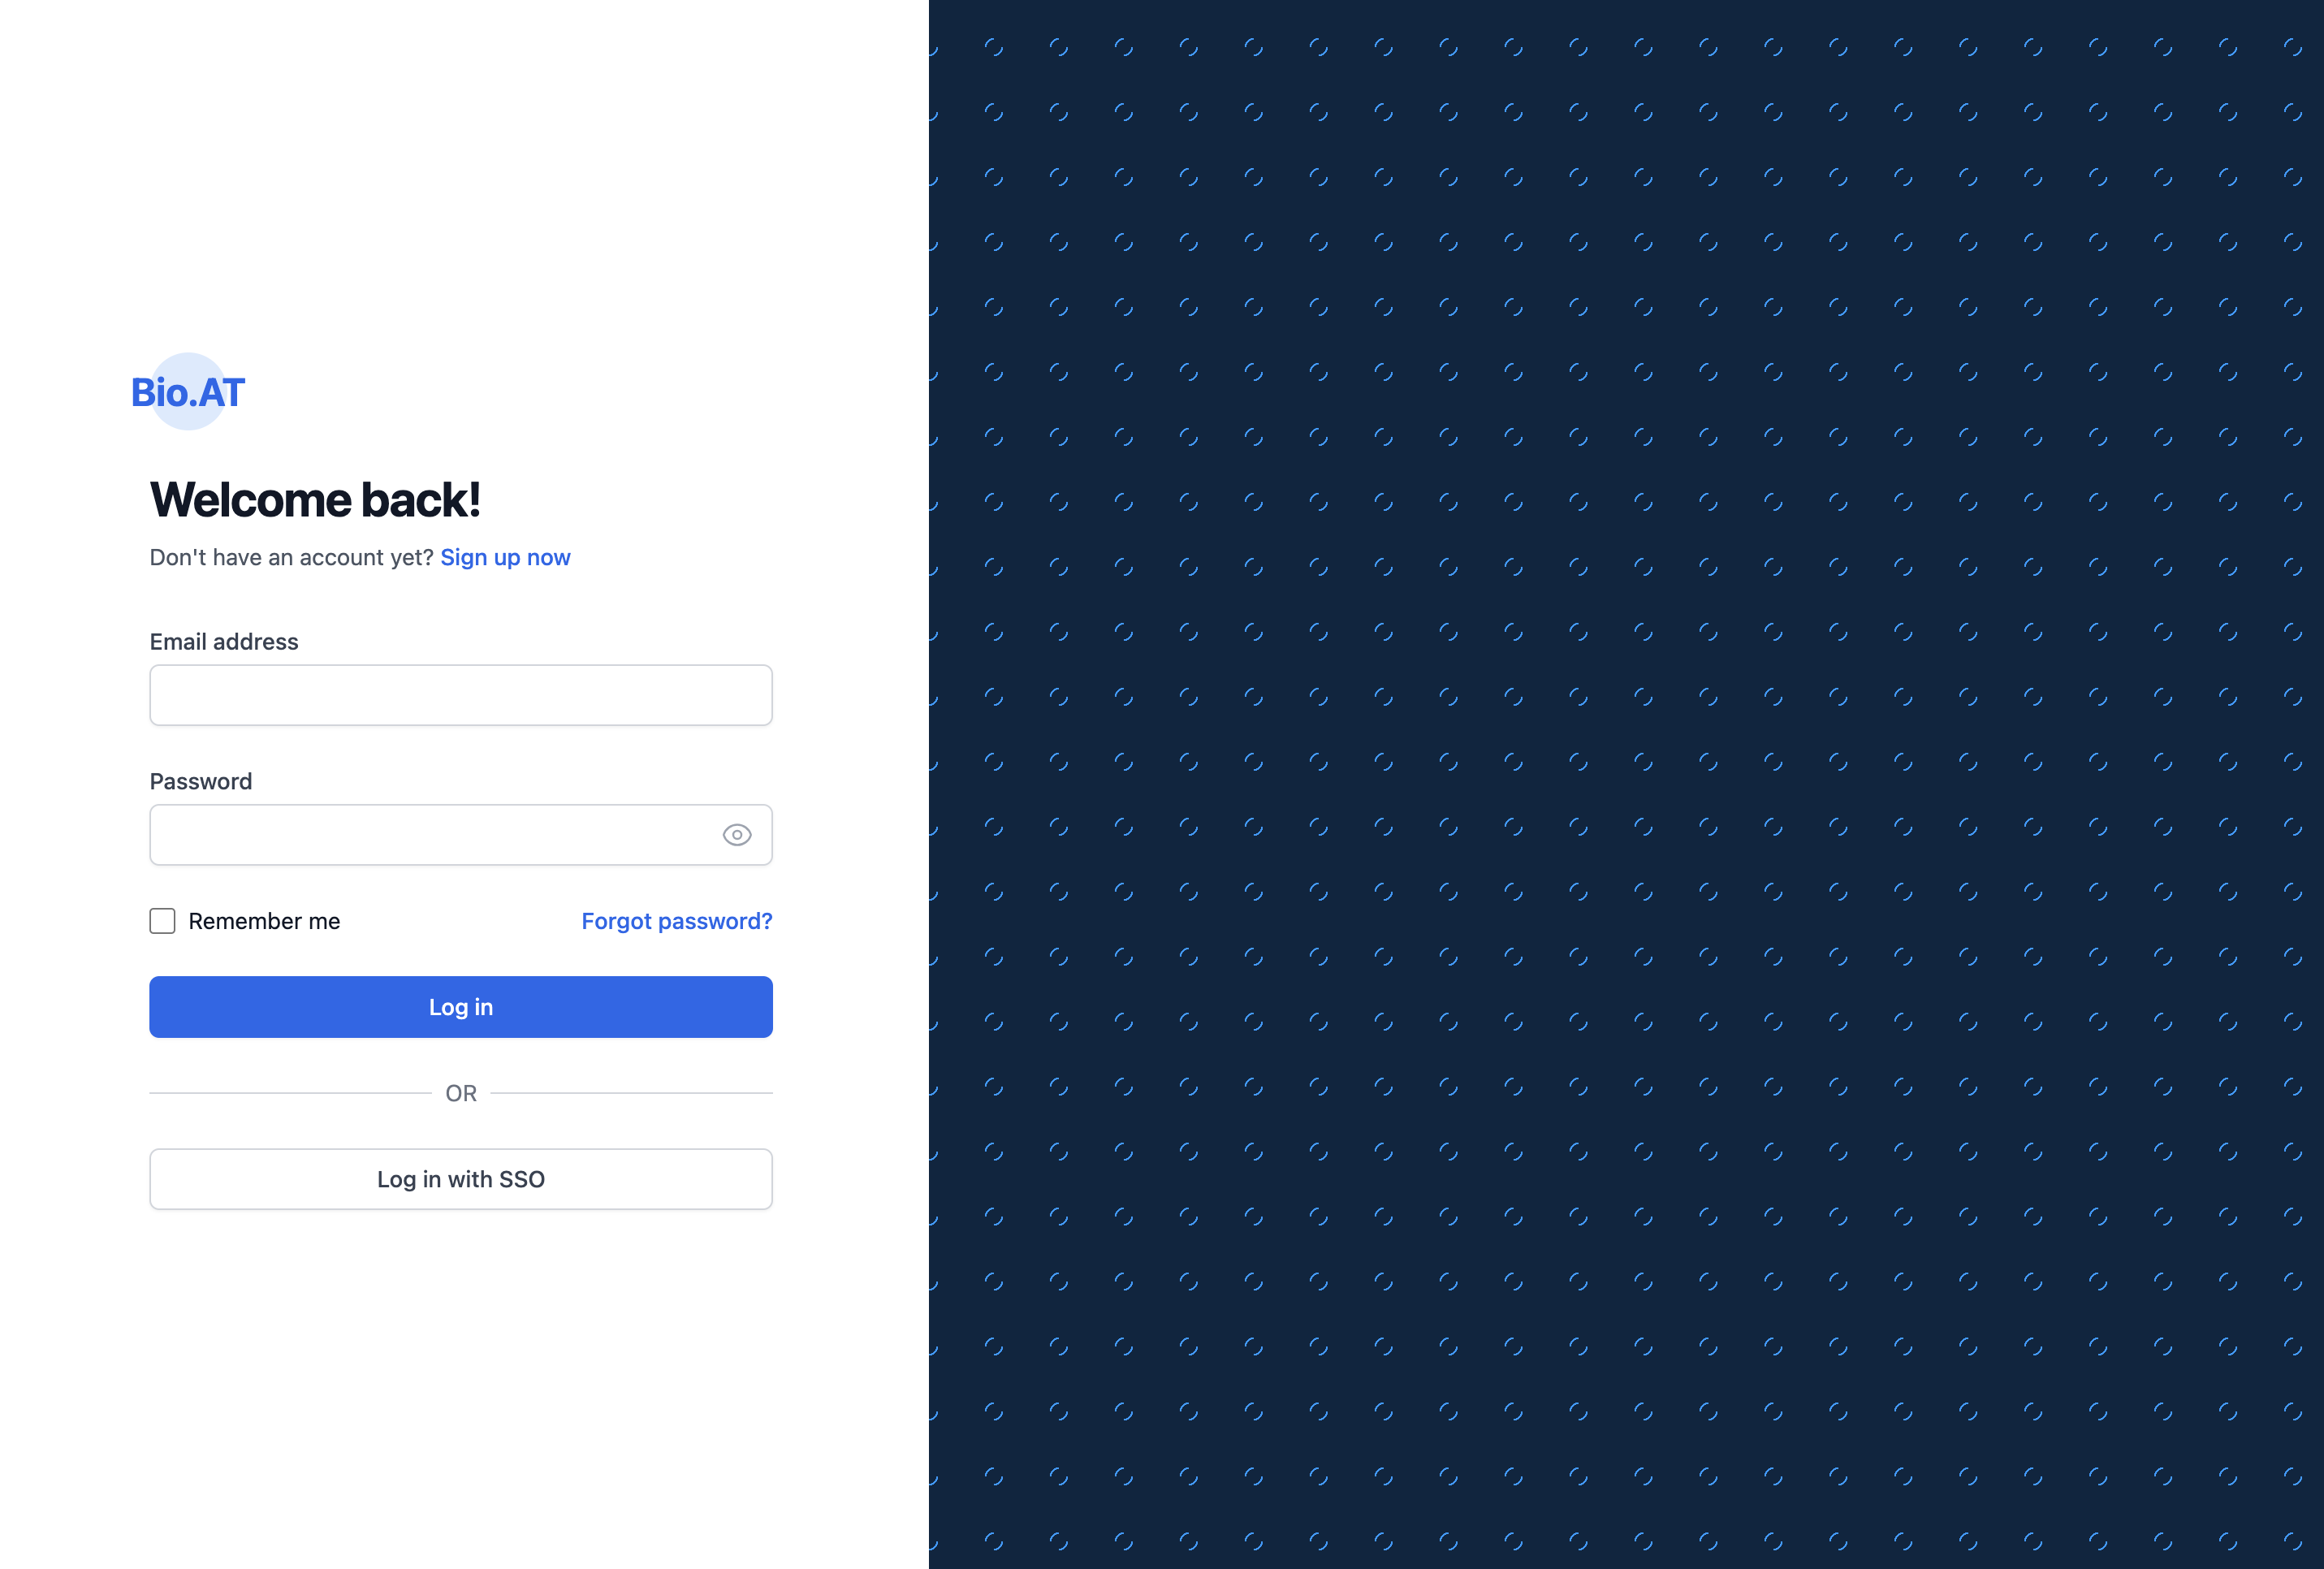 Bio.AT
Welcome back!
Don't have an account yet? Sign up now
Email address
Password
Remember me
Forgot password?
Log in
OR
Log in with SSO